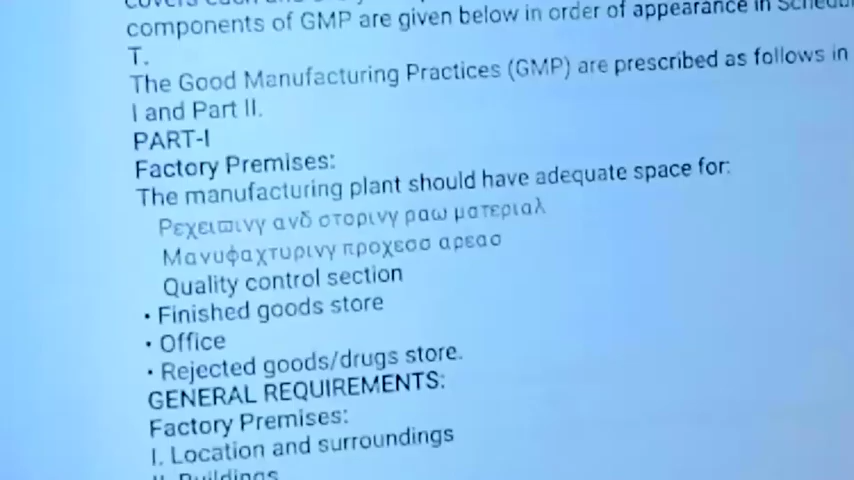 components of GMP are given below in order of appearance in
T.
The Good Manufacturing Practices (GMP) are prescribed as follows in
I and Part II.
PART-I
Factory Premises:
The manufacturing plant should have adequate space for:
Ρεχειϖινγ ανδ στορινγ ραω ματεριαλ
Μανυφαχτυρινγ προχεσσ αρεασ
Quality control section
• Finished goods store
• Office
• Rejected goods/drugs store.
GENERAL REQUIREMENTS:
Factory Premises:
I. Location and surroundings
II. Buildings